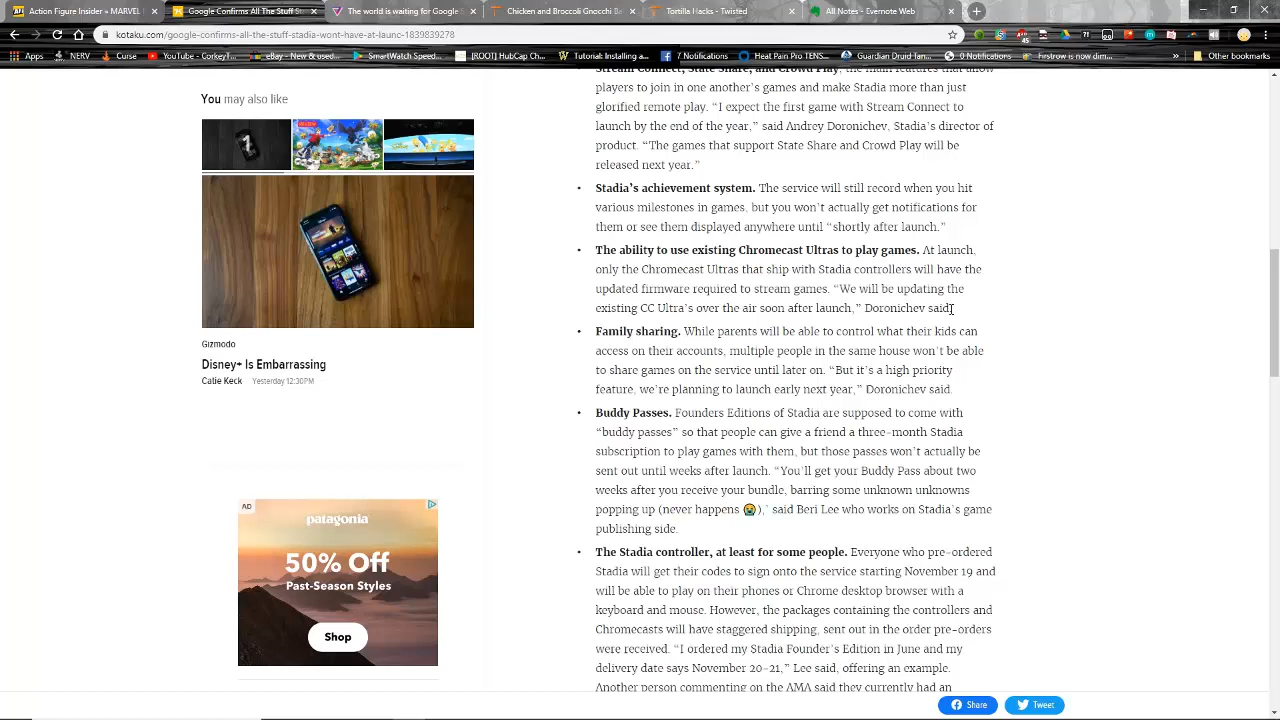 Action Figure Insider » MARVEL
Google Confirms All The Stuff St
The world is waiting for Google
Chicken and Broccoli Gnocchi
Tortilla Hacks - Twisted
All Notes - Evernote Web
kotaku.com/google-confirms-all-the-stuff-stadia-wont-have-at-launc-1839889278
Apps
NERV
Curse
YouTube - CorkeyT...
eBay - New & used...
SmartWatch Speed...
[ROOT] HubCap Ch...
Tutorial: Installing a...
7 Notifications
Heat Pain Pro TENS...
Guardian Druid Tan...
0 Notifications
Firstrow is now dim...
»
Other bookmarks
You may also like
Gizmodo
Disney+ Is Embarrassing
Catie Keck Yesterday 12:30PM
AD
patagonia
50% Off
Past-Season Styles
Shop
Stream Connect, State Share, and Crowd Play, the main features that allow
players to join in one another's games and make Stadia more than just
glorified remote play. “I expect the first game with Stream Connect to
launch by the end of the year,” said Andrey Doronichev, Stadia's director of
product. “The games that support State Share and Crowd Play will be
released next year.”
• Stadia's achievement system. The service will still record when you hit
various milestones in games, but you won't actually get notifications for
them or see them displayed anywhere until “shortly after launch.”
• The ability to use existing Chromecast Ultras to play games. At launch,
only the Chromecast Ultras that ship with Stadia controllers will have the
updated firmware required to stream games. “We will be updating the
existing CC Ultra's over the air soon after launch,” Doronichev said.
• Family sharing. While parents will be able to control what their kids can
access on their accounts, multiple people in the same house won't be able
to share games on the service until later on. “But it's a high priority
feature, we're planning to launch early next year,” Doronichev said.
• Buddy Passes. Founders Editions of Stadia are supposed to come with
“buddy passes” so that people can give a friend a three-month Stadia
subscription to play games with them, but those passes won't actually be
sent out until weeks after launch. “You'll get your Buddy Pass about two
weeks after you receive your bundle, barring some unknown unknowns
popping up (never happens 😭),' said Beri Lee who works on Stadia's game
publishing side.
• The Stadia controller, at least for some people. Everyone who pre-ordered
Stadia will get their codes to sign onto the service starting November 19 and
will be able to play on their phones or Chrome desktop browser with a
keyboard and mouse. However, the packages containing the controllers and
Chromecasts will have staggered shipping, sent out in the order pre-orders
were received. “I ordered my Stadia Founder's Edition in June and my
delivery date says November 20-21,” Lee said, offering an example.
Another person commenting on the AMA said they currently had an
Share
Tweet